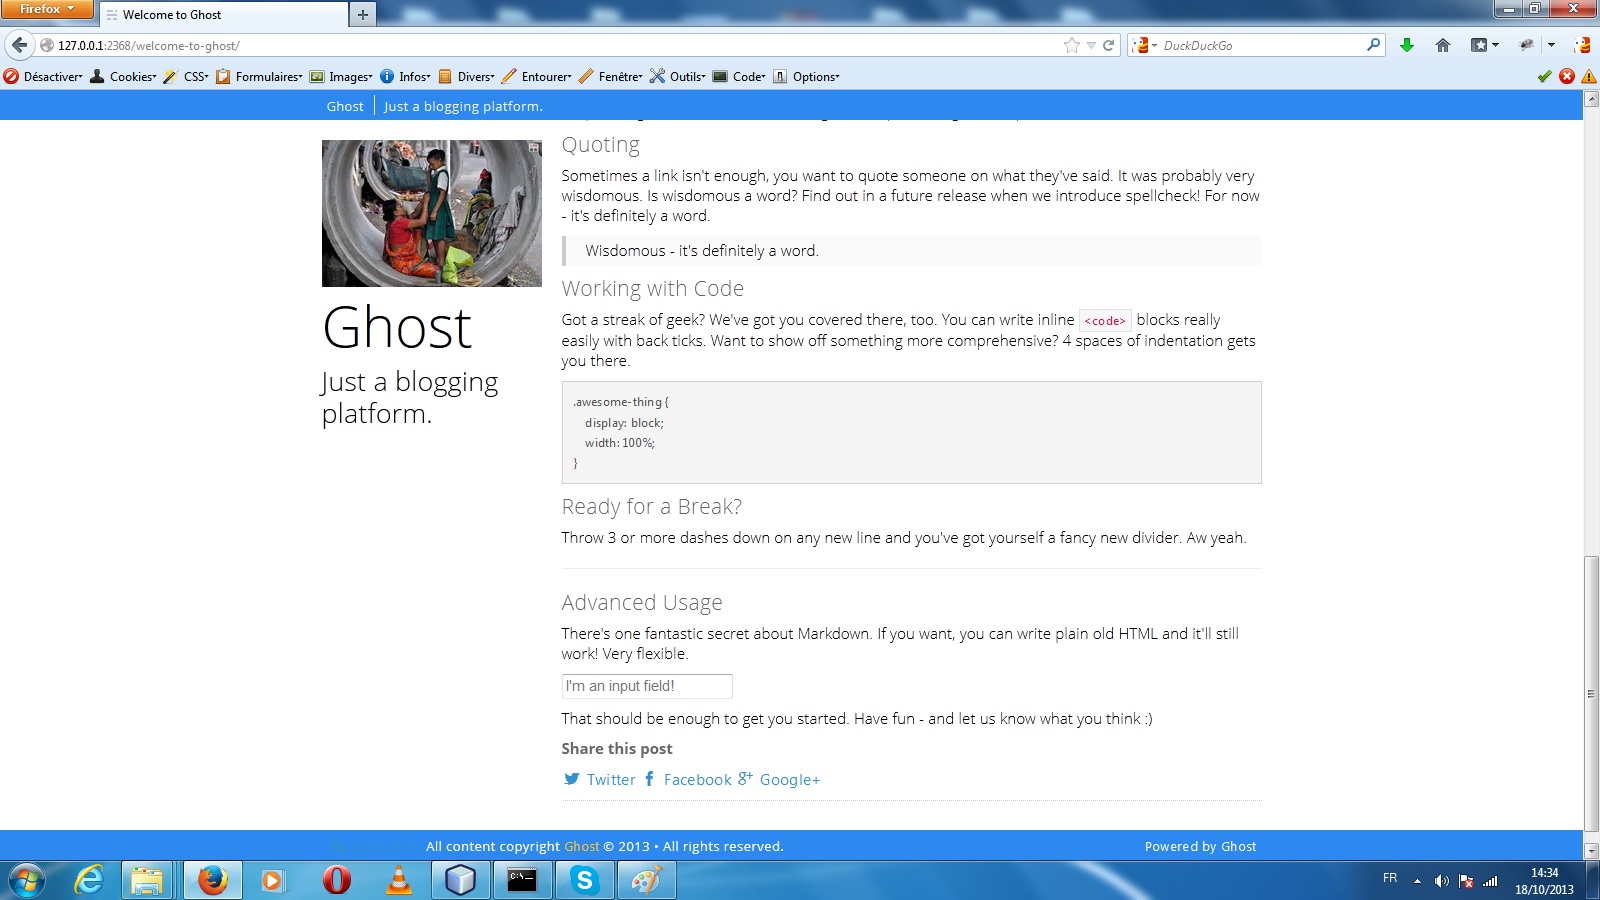 Firefox
Welcome to Ghost
127.0.0.1:2368/welcome-to-ghost/
DuckDuckGo
Désactiver Cookies CSS Formulaires Images Infos Divers Entourer Fenêtre Outils Code Options
Ghost Just a blogging platform.
Quoting
Sometimes a link isn't enough, you want to quote someone on what they've said. It was probably very
wisdomous. Is wisdomous a word? Find out in a future release when we introduce spellcheck! For now
- it's definitely a word.
Wisdomous - it's definitely a word.
Ghost
Just a blogging
platform.
Working with Code
Got a streak of geek? We've got you covered there, too. You can write inline <code> blocks really
easily with back ticks. Want to show off something more comprehensive? 4 spaces of indentation gets
you there.
.awesome-thing {
display: block;
width: 100%;
}
Ready for a Break?
Throw 3 or more dashes down on any new line and you've got yourself a fancy new divider. Aw yeah.
Advanced Usage
There's one fantastic secret about Markdown. If you want, you can write plain old HTML and it'll still
work! Very flexible.
I'm an input field!
That should be enough to get you started. Have fun - and let us know what you think :)
Share this post
Twitter Facebook Google+
All content copyright Ghost © 2013 • All rights reserved.
Powered by Ghost
FR
14:34
18/10/2013